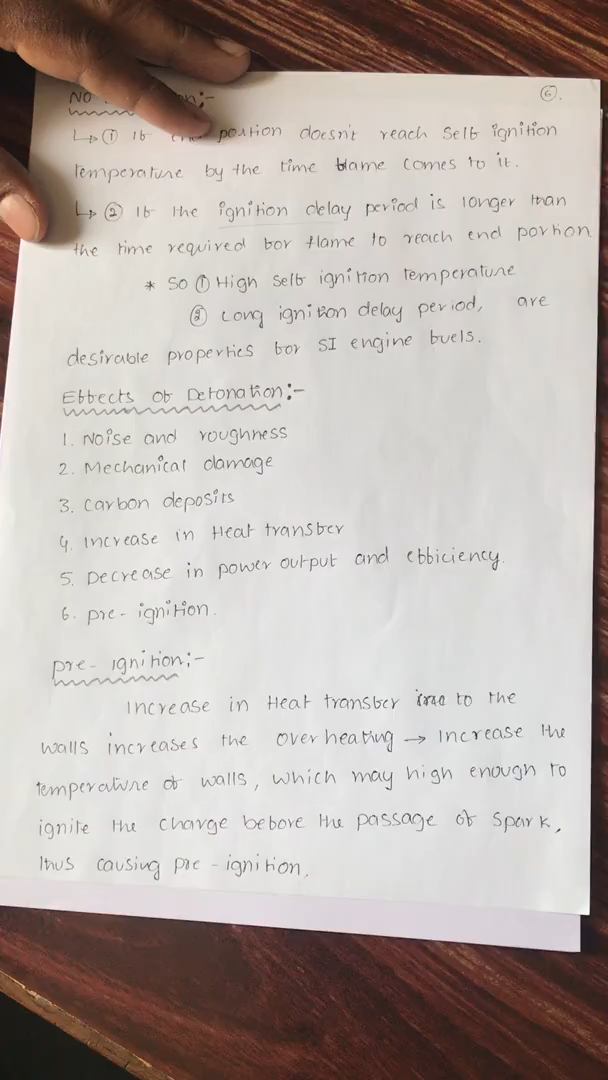 NO
6.
↳ ① If portion doesn't reach self ignition
temperature by the time flame comes to it.
↳ ② If the ignition delay period is longer than
the time required for flame to reach end portion
* So ① High self ignition temperature
② Long ignition delay period, are
desirable properties for SI engine fuels.
Effects of Detonation:-
1. Noise and roughness
2. Mechanical damage
3. carbon deposits
4. Increase in Heat transfer
5. Decrease in power output and efficiency.
6. pre-ignition.
pre-ignition:-
Increase in Heat transfer to the
walls increases the over heating → Increase the
temperature of walls, which may high enough to
ignite the charge before the passage of spark,
thus causing pre-ignition.